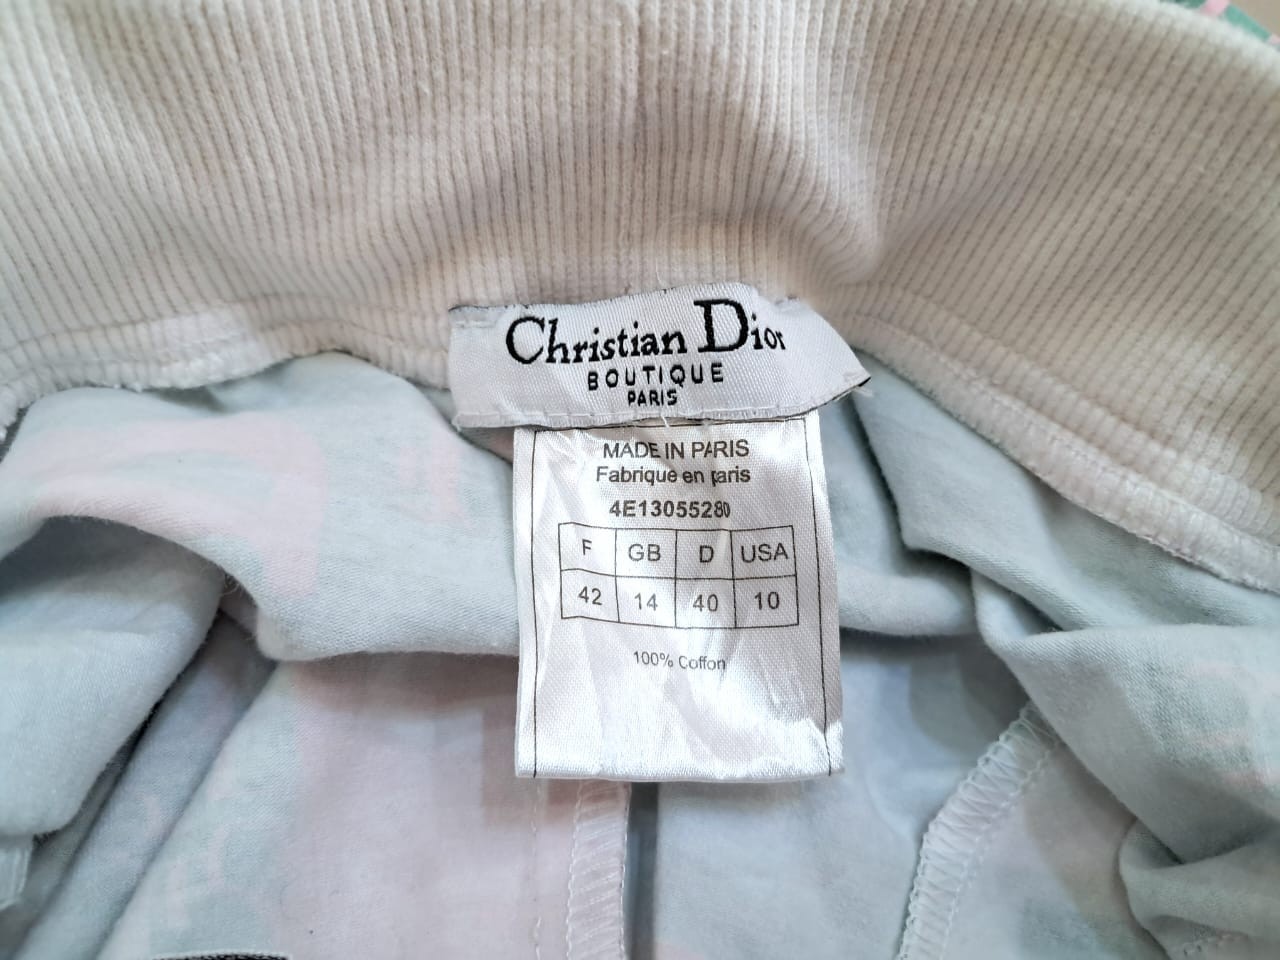 Christian Dior
BOUTIQUE
PARIS
MADE IN PARIS
Fabrique en paris
4E13055280
F GB D USA
42 14 40 10
100% Coffon